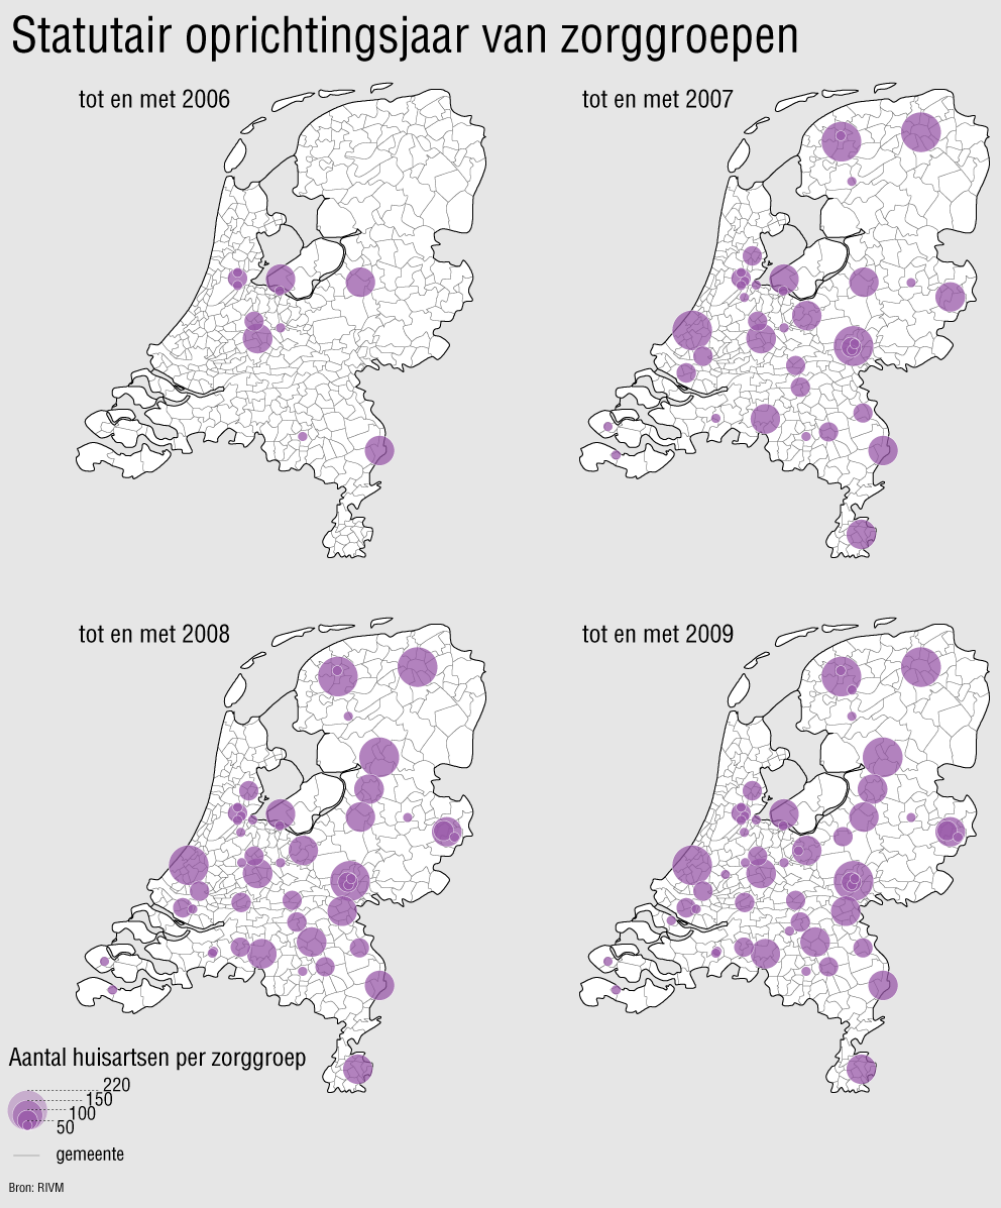 Statutair oprichtingsjaar van zorggroepen
tot en met 2006
tot en met 2007
tot en met 2008
tot en met 2009
Aantal huisartsen per zorggroep
220
150
100
50
gemeente
Bron: RIVM